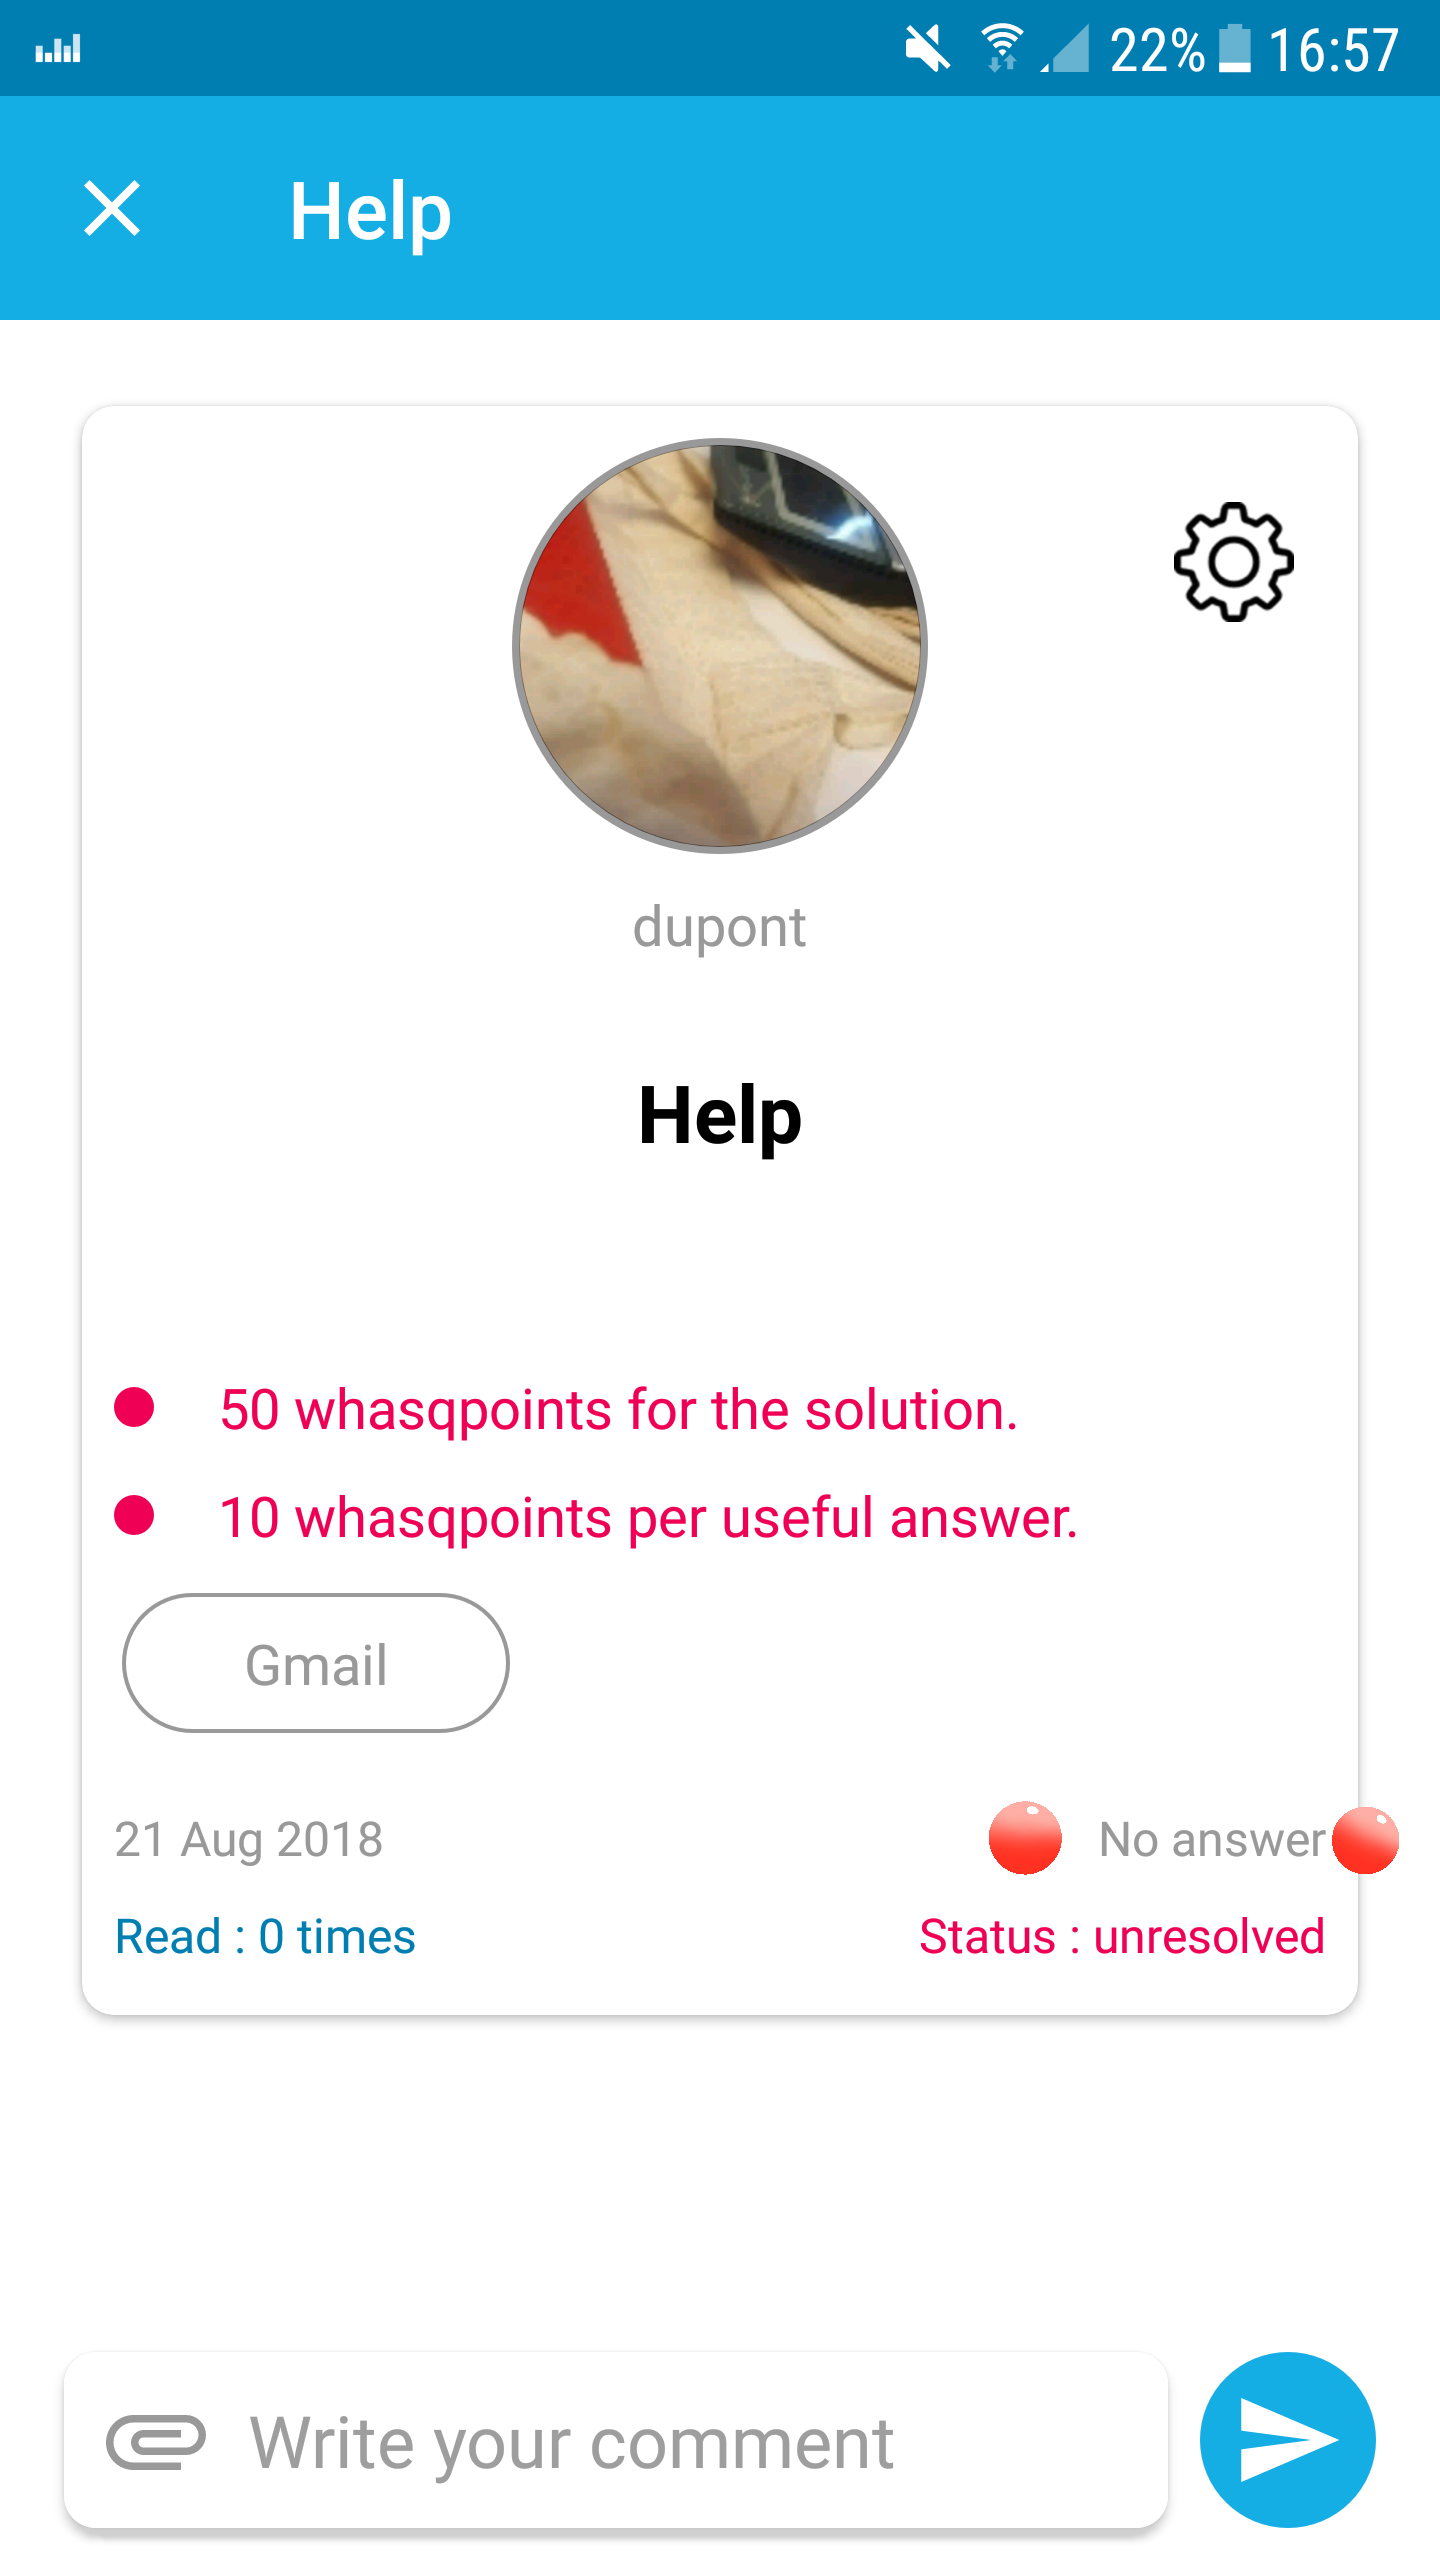 22% 16:57
Help
dupont
Help
50 whasqpoints for the solution.
10 whasqpoints per useful answer.
Gmail
21 Aug 2018 No answer
Read : 0 times Status : unresolved
Write your comment